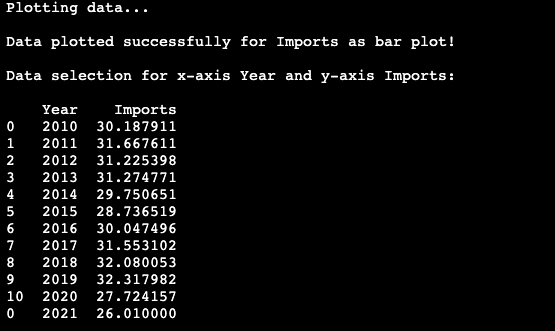 Plotting data...
Data plotted successfully for Imports as bar plot!
Data selection for x-axis Year and y-axis Imports:
Year Imports
0 2010 30.187911
1 2011 31.667611
2 2012 31.225398
3 2013 31.274771
4 2014 29.750651
5 2015 28.736519
6 2016 30.047496
7 2017 31.553102
8 2018 32.080053
9 2019 32.317982
10 2020 27.724157
0 2021 26.010000